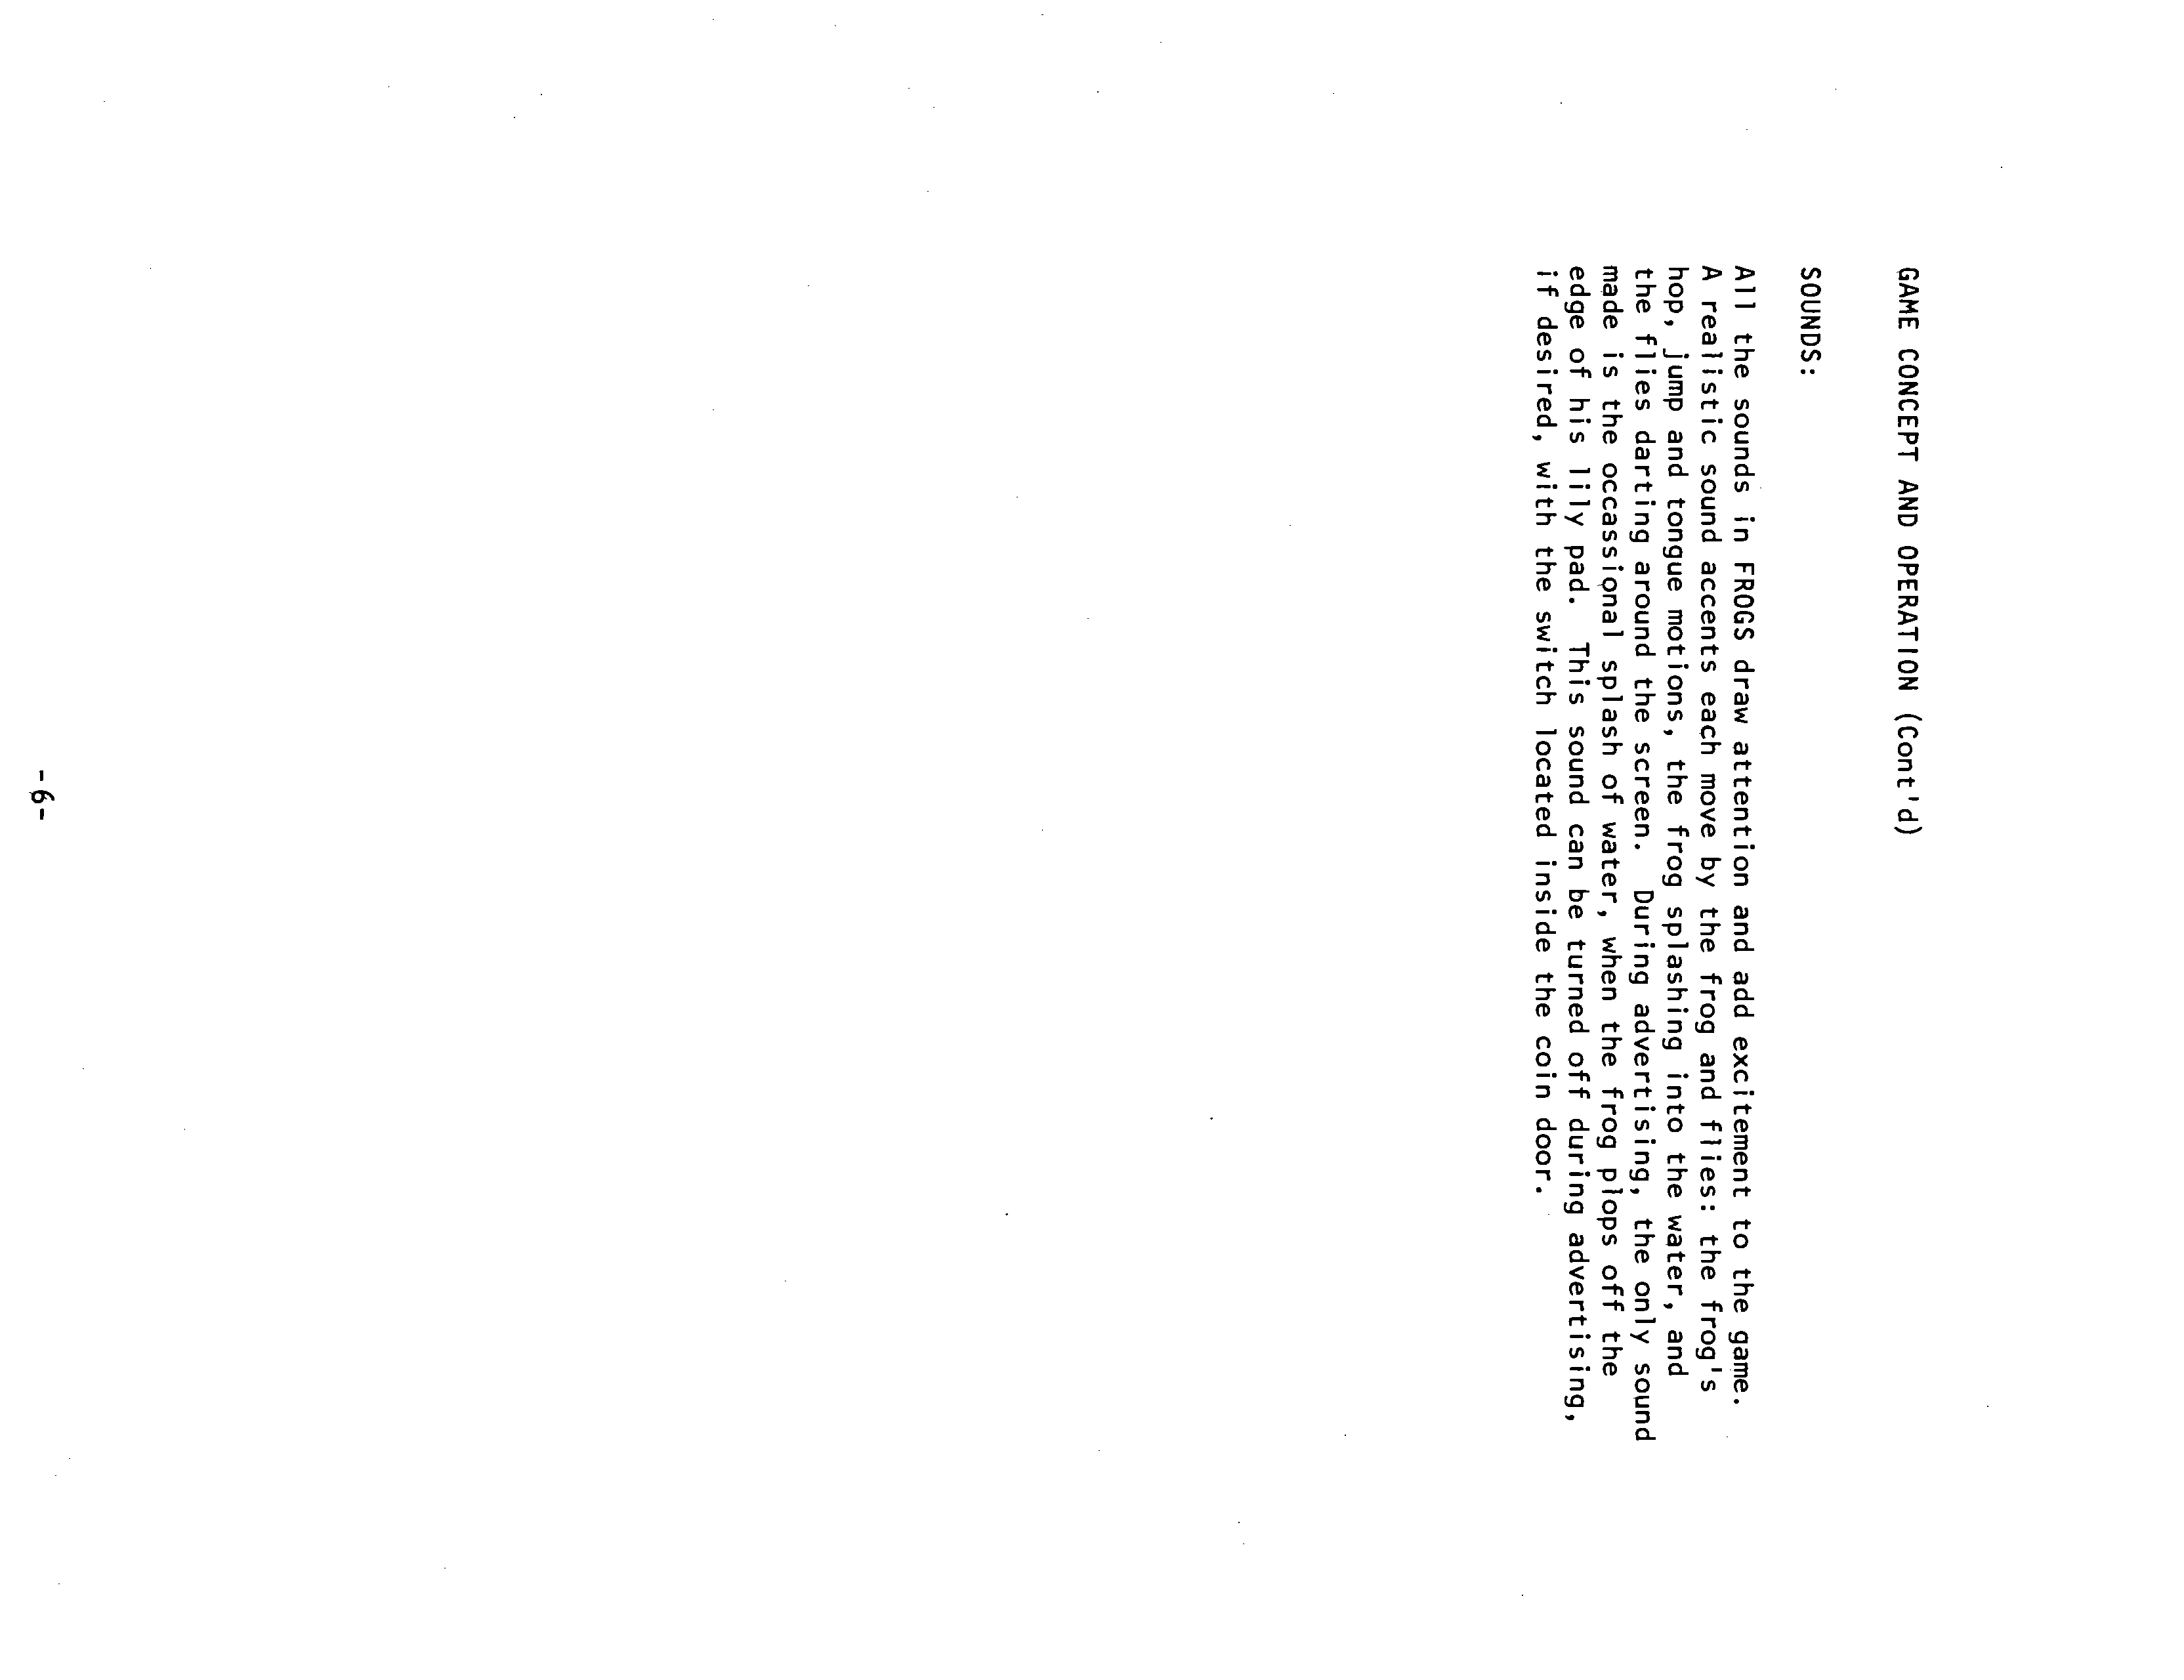 GAME CONCEPT AND OPERATION (Cont'd)
SOUNDS:
All the sounds in FROGS draw attention and add excitement to the game.
A realistic sound accents each move by the frog and flies: the frog's
hop, jump and tongue motions, the frog splashing into the water, and
the flies darting around the screen.  During advertising, the only sound
made is the occassional splash of water, when the frog plops off the
edge of his lily pad.  This sound can be turned off during advertising,
if desired, with the switch located inside the coin door.
-6-